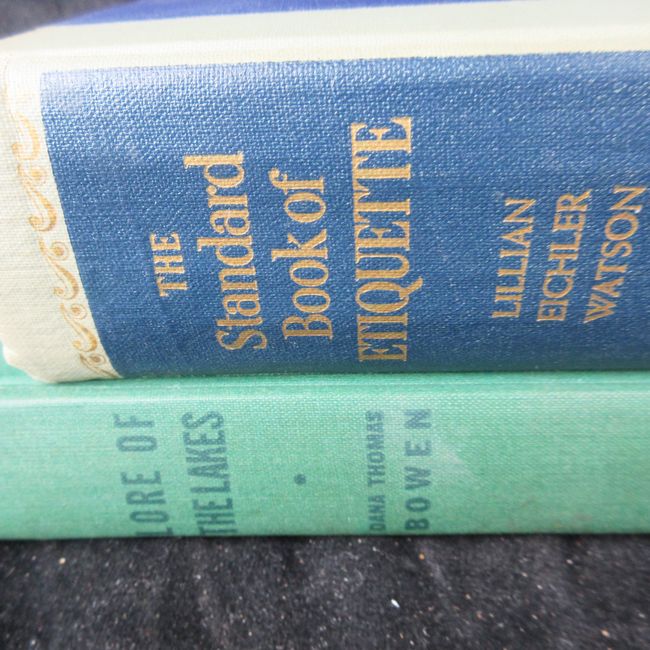 THE
Standard
Book of
ETIQUETTE
LILLIAN
EICHLER
WATSON
LORE OF
THE LAKES
DANA THOMAS
BOWEN